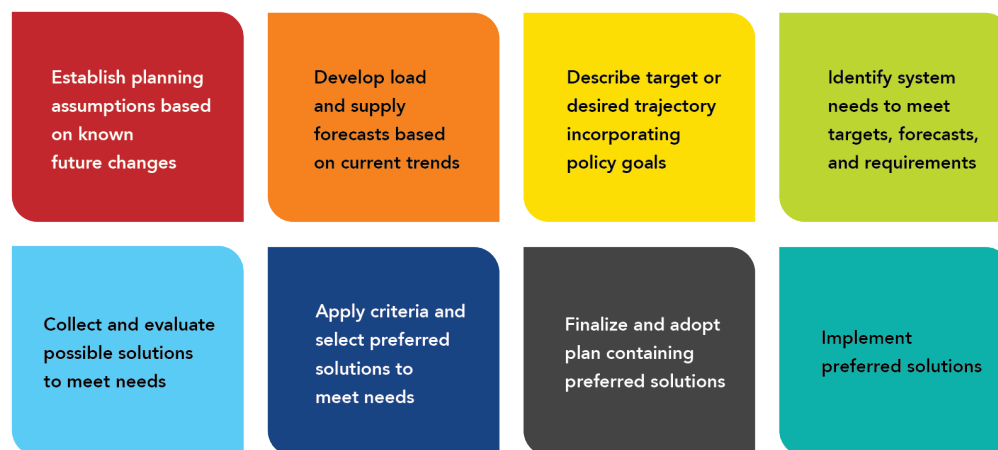 Establish planning
assumptions based
on known
future changes
Develop load
and supply
forecasts based
on current trends
Describe target or
desired trajectory
incorporating
policy goals
Identify system
needs to meet
targets, forecasts,
and requirements
Collect and evaluate
possible solutions
to meet needs
Apply criteria and
select preferred
solutions to
meet needs
Finalize and adopt
plan containing
preferred solutions
Implement
preferred solutions